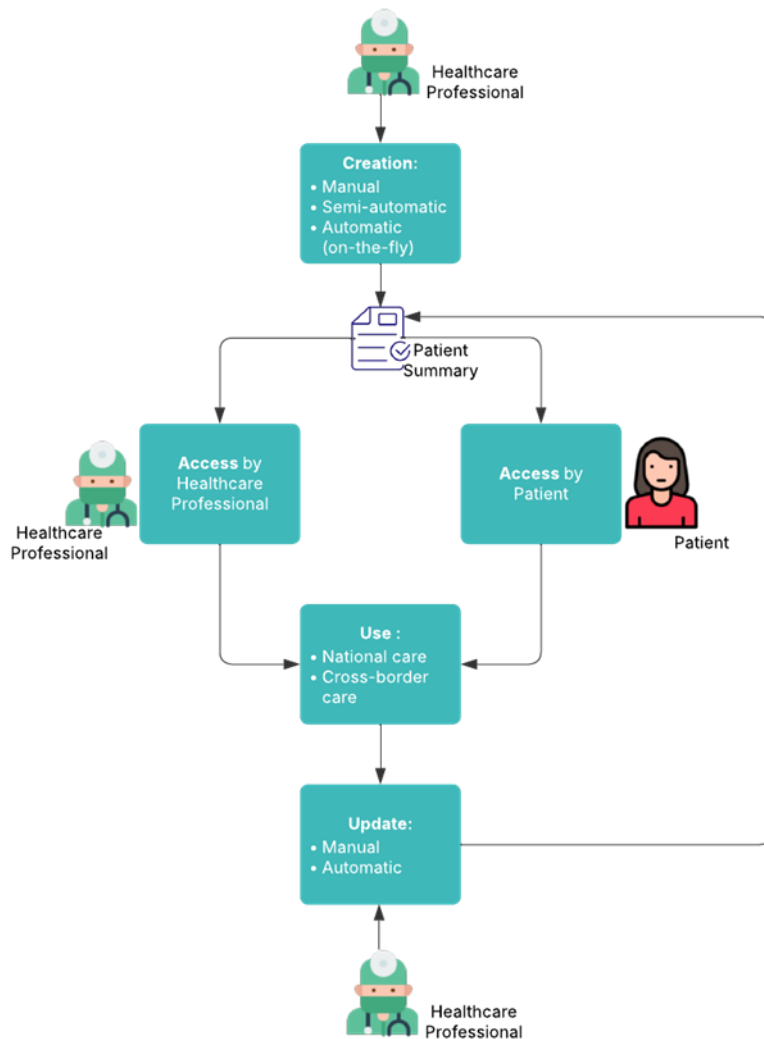 Healthcare
Professional
Creation:
• Manual
• Semi-automatic
• Automatic
(on-the-fly)
Patient
Summary
Access by
Healthcare
Professional
Healthcare
Professional
Access by
Patient
Patient
Use :
• National care
• Cross-border
care
Update:
• Manual
• Automatic
Healthcare
Professional